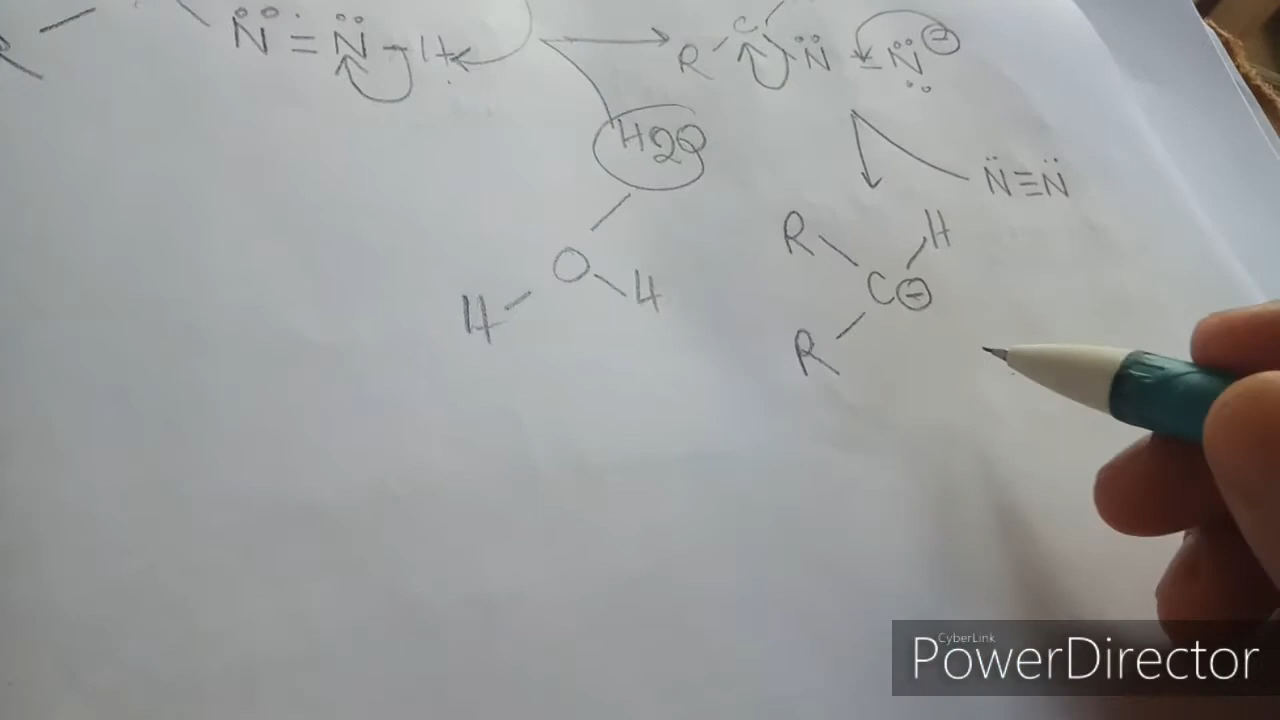 N = N - H
R C N = N ⊖
H2O
N≡N
R H
O
C ⊖
H H
R
CyberLink
PowerDirector